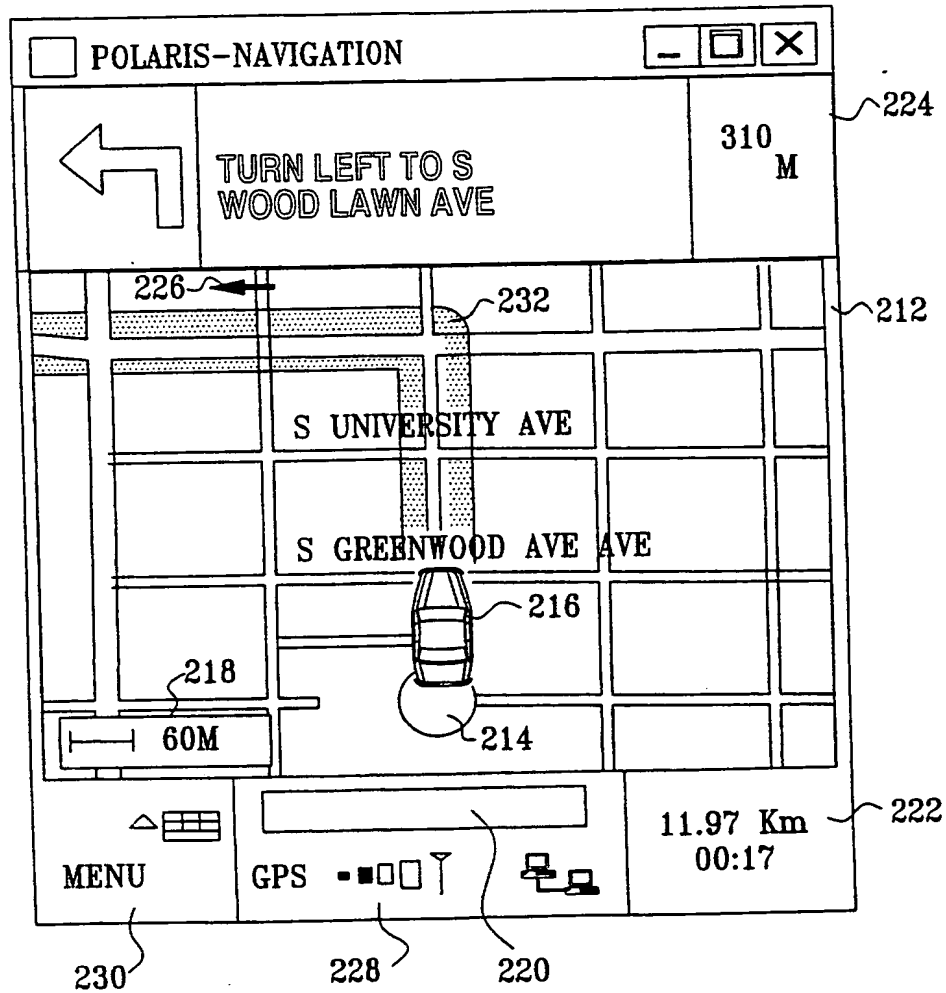 POLARIS-NAVIGATION
224
310
M
TURN LEFT TO S
WOOD LAWN AVE
226
232
212
S UNIVERSITY AVE
S GREENWOOD AVE AVE
216
218
60M
214
11.97 Km
00:17
222
MENU
GPS
230
228
220